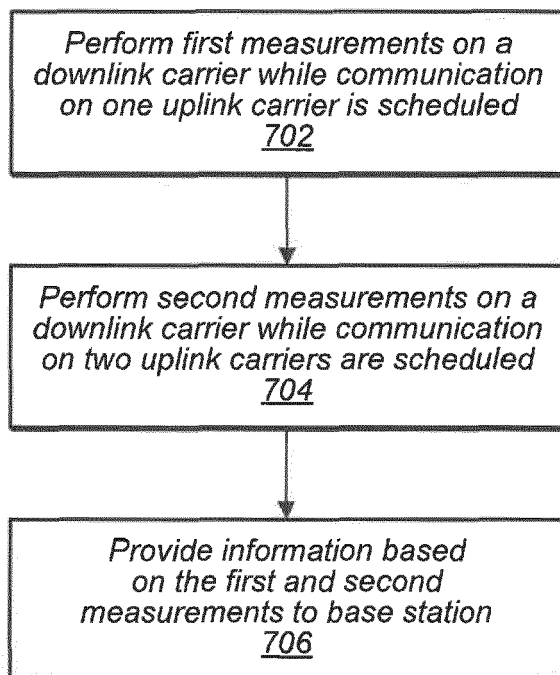 Perform first measurements on a
downlink carrier while communication
on one uplink carrier is scheduled
702
Perform second measurements on a
downlink carrier while communication
on two uplink carriers are scheduled
704
Provide information based
on the first and second
measurements to base station
706